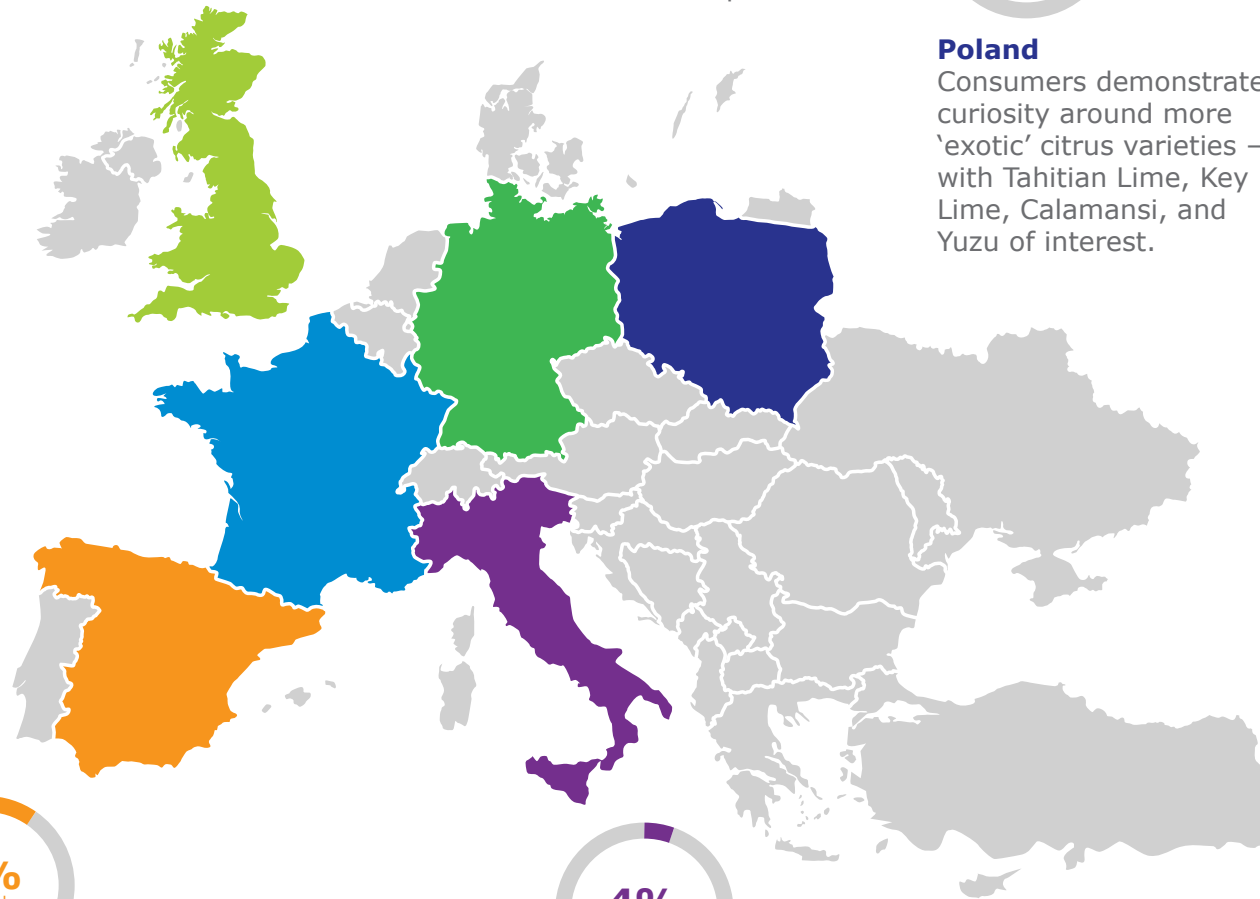 Poland
Consumers demonstrate
curiosity around more
‘exotic’ citrus varieties –
with Tahitian Lime, Key
Lime, Calamansi, and
Yuzu of interest.
%
4%